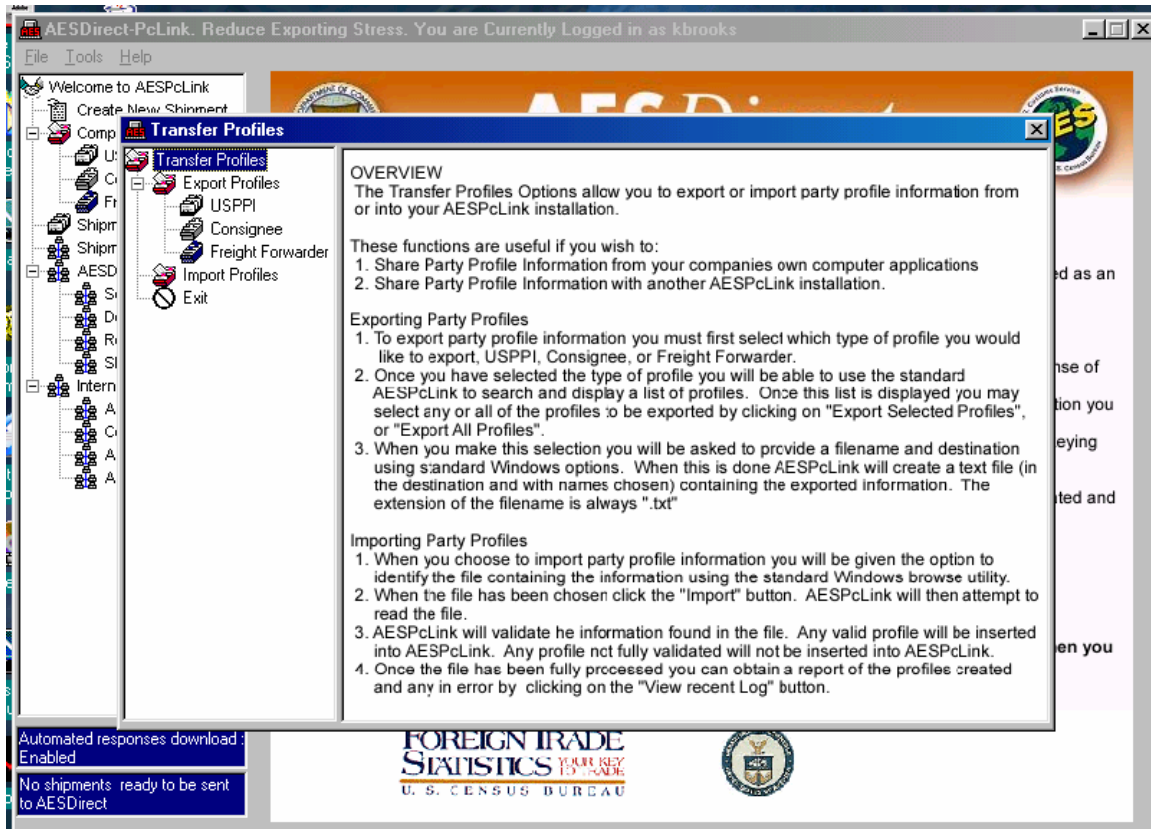 AESDirect-PcLink. Reduce Exporting Stress. You are Currently Logged in as kbrooks
File Tools Help
Welcome to AESPcLink
Create New Shipment
Comp
Shipm
Shipm
AESD
Intern
Transfer Profiles
Transfer Profiles
Export Profiles
USPPI
Consignee
Freight Forwarder
Import Profiles
Exit
OVERVIEW
The Transfer Profiles Options allow you to export or import party profile information from
or into your AESPcLink installation.
These functions are useful if you wish to:
1. Share Party Profile Information from your companies own computer applications
2. Share Party Profile Information with another AESPcLink installation.
Exporting Party Profiles
1. To export party profile information you must first select which type of profile you would
like to export, USPPI, Consignee, or Freight Forwarder.
2. Once you have selected the type of profile you will be able to use the standard
AESPcLink to search and display a list of profiles. Once this list is displayed you may
select any or all of the profiles to be exported by clicking on "Export Selected Profiles",
or "Export All Profiles".
3. When you make this selection you will be asked to provide a filename and destination
using standard Windows options. When this is done AESPcLink will create a text file (in
the destination and with names chosen) containing the exported information. The
extension of the filename is always ".txt"
Importing Party Profiles
1. When you choose to import party profile information you will be given the option to
identify the file containing the information using the standard Windows browse utility.
2. When the file has been chosen click the "Import" button. AESPcLink will then attempt to
read the file.
3. AESPcLink will validate he information found in the file. Any valid profile will be inserted
into AESPcLink. Any profile not fully validated will not be inserted into AESPcLink.
4. Once the file has been fully processed you can obtain a report of the profiles created
and any in error by clicking on the "View recent Log" button.
ed as an
nse of
tion you
eying
ated and
en you
Automated responses download :
Enabled
No shipments ready to be sent
to AESDirect
FOREIGN TRADE
STATISTICS YOUR KEY TO TRADE
U. S. CENSUS BUREAU